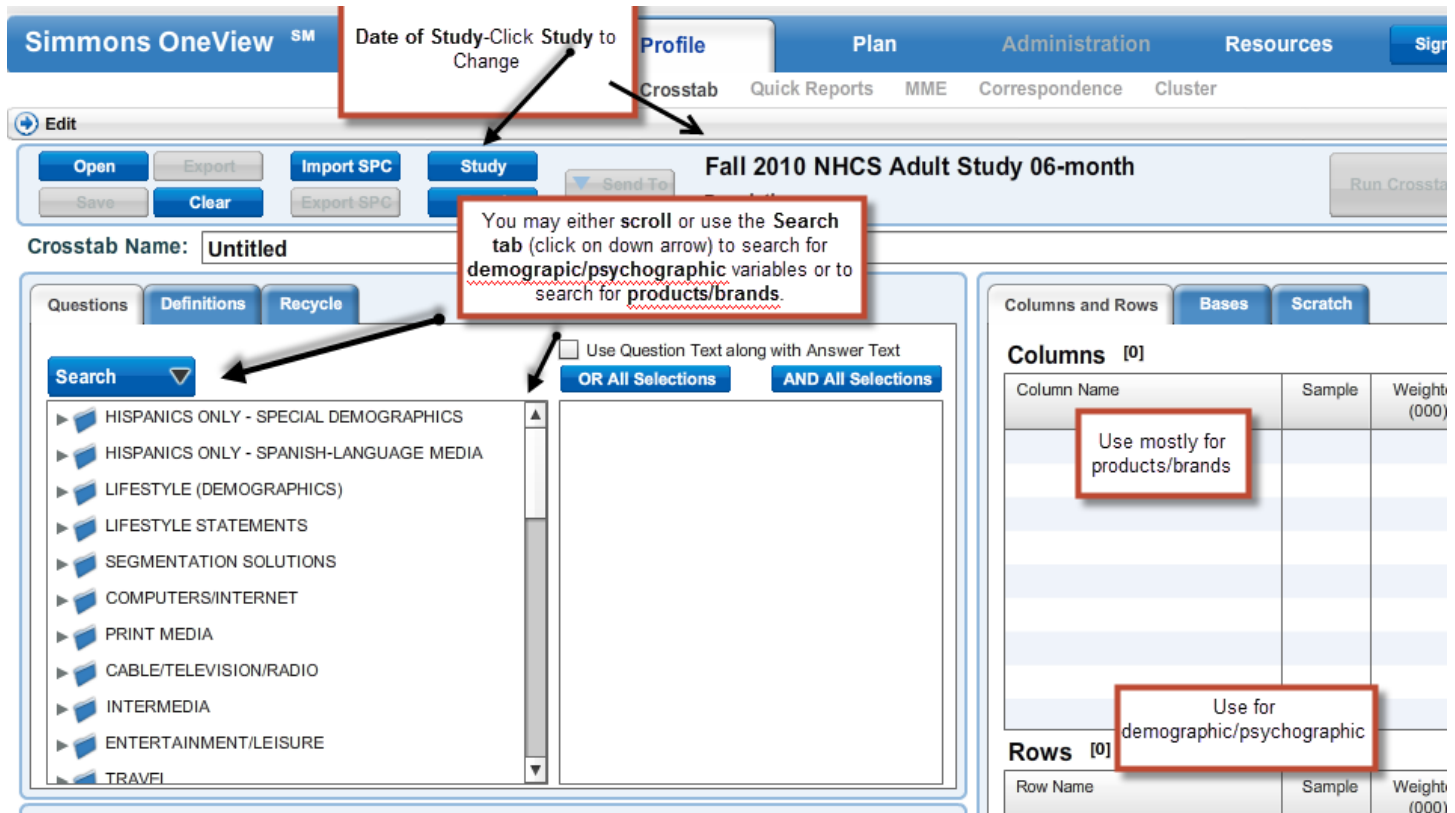 Simmons OneView SM
Date of Study-Click Study to
Change
Profile
Plan
Administration
Resources
Crosstab
Quick Reports
MME
Correspondence
Cluster
Edit
Open
Export
Import SPC
Study
Save
Clear
Export SPC
Send To
Fall 2010 NHCS Adult Study 06-month
You may either scroll or use the Search
tab (click on down arrow) to search for
demograpic/psychographic variables or to
search for products/brands.
Crosstab Name:
Untitled
Questions
Definitions
Recycle
Search
Use Question Text along with Answer Text
OR All Selections
AND All Selections
HISPANICS ONLY - SPECIAL DEMOGRAPHICS
HISPANICS ONLY - SPANISH-LANGUAGE MEDIA
LIFESTYLE (DEMOGRAPHICS)
LIFESTYLE STATEMENTS
SEGMENTATION SOLUTIONS
COMPUTERS/INTERNET
PRINT MEDIA
CABLE/TELEVISION/RADIO
INTERMEDIA
ENTERTAINMENT/LEISURE
TRAVEL
Columns and Rows
Bases
Scratch
Columns [0]
Column Name
Sample
(000)
Use mostly for
products/brands
Use for
demographic/psychographic
Rows [0]
Row Name
Sample
(000)